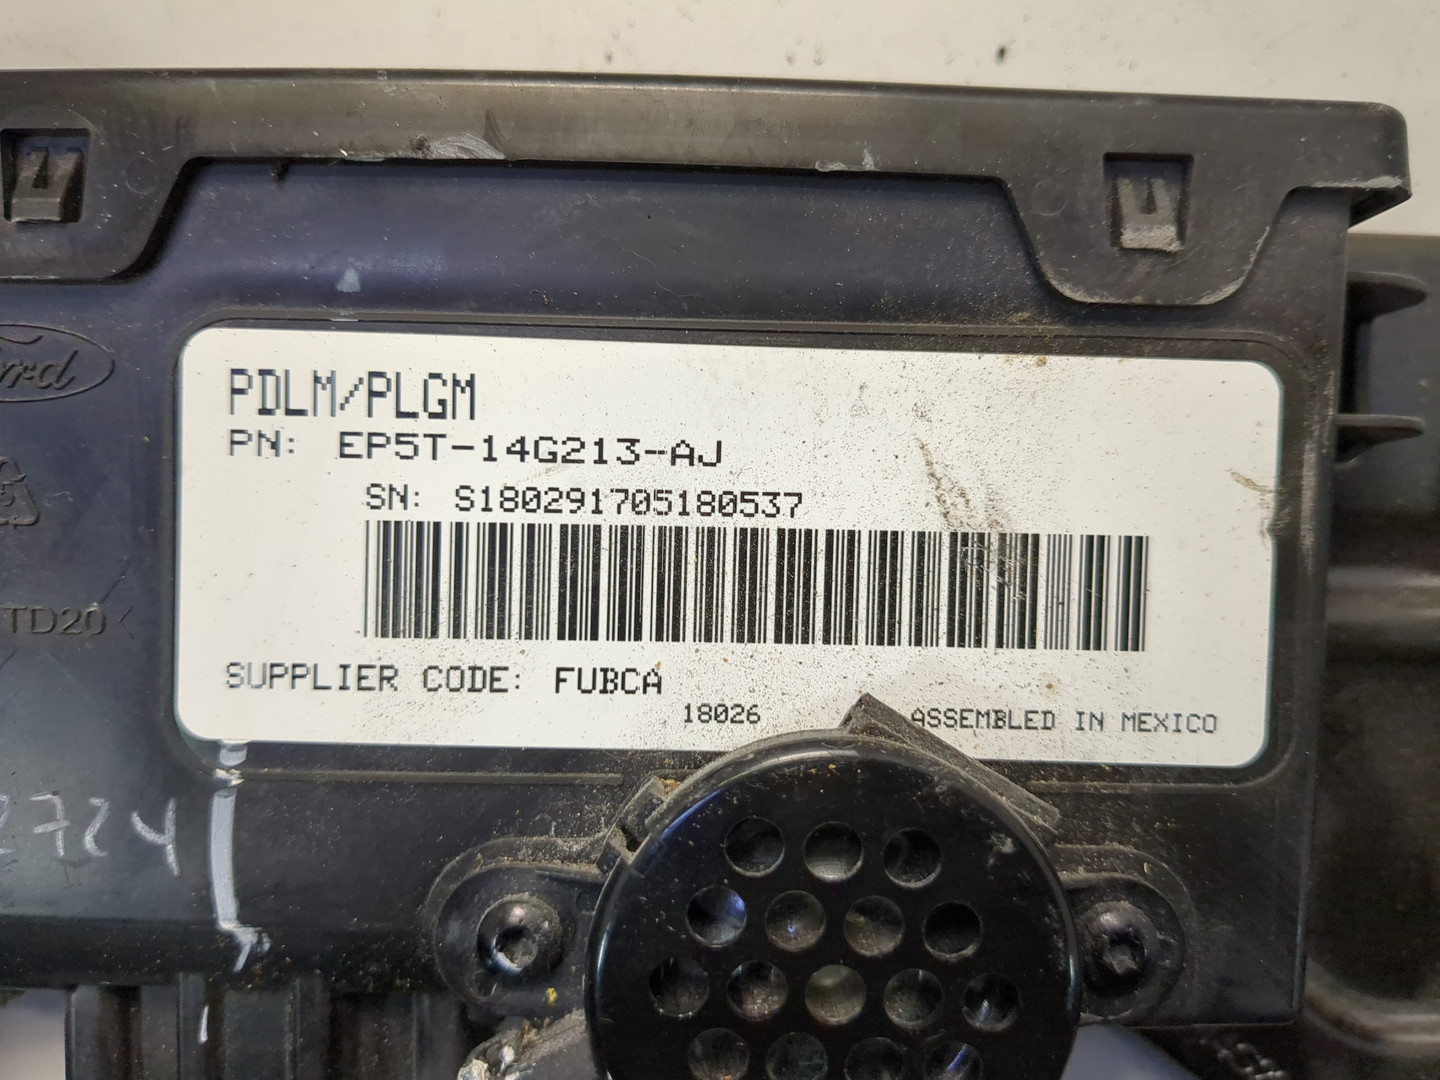 PDLM/PLGM
PN: EP5T-14G213-AJ
SN: S180291705180537
SUPPLIER CODE: FUBCA
18026 ASSEMBLED IN MEXICO
TD20